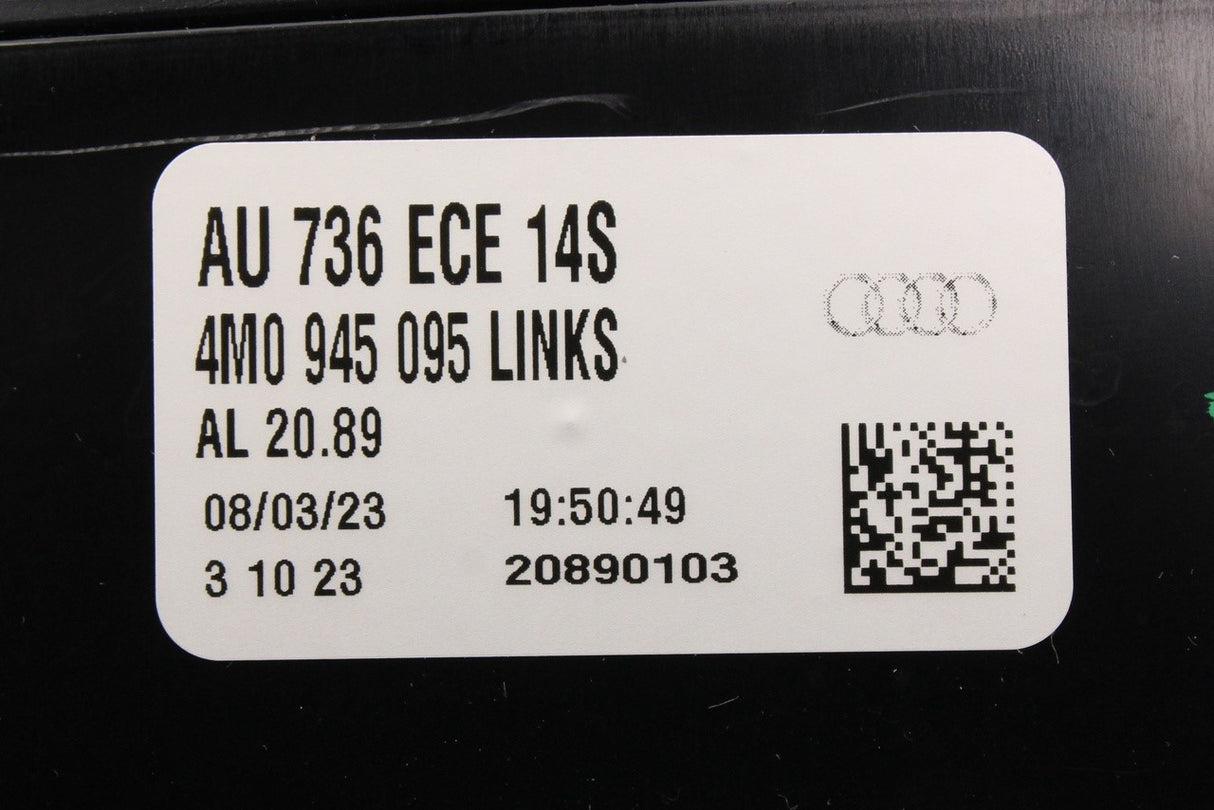 AU 736 ECE 14S
4M0 945 095 LINKS
AL 20.89
08/03/23 19:50:49
3 10 23 20890103